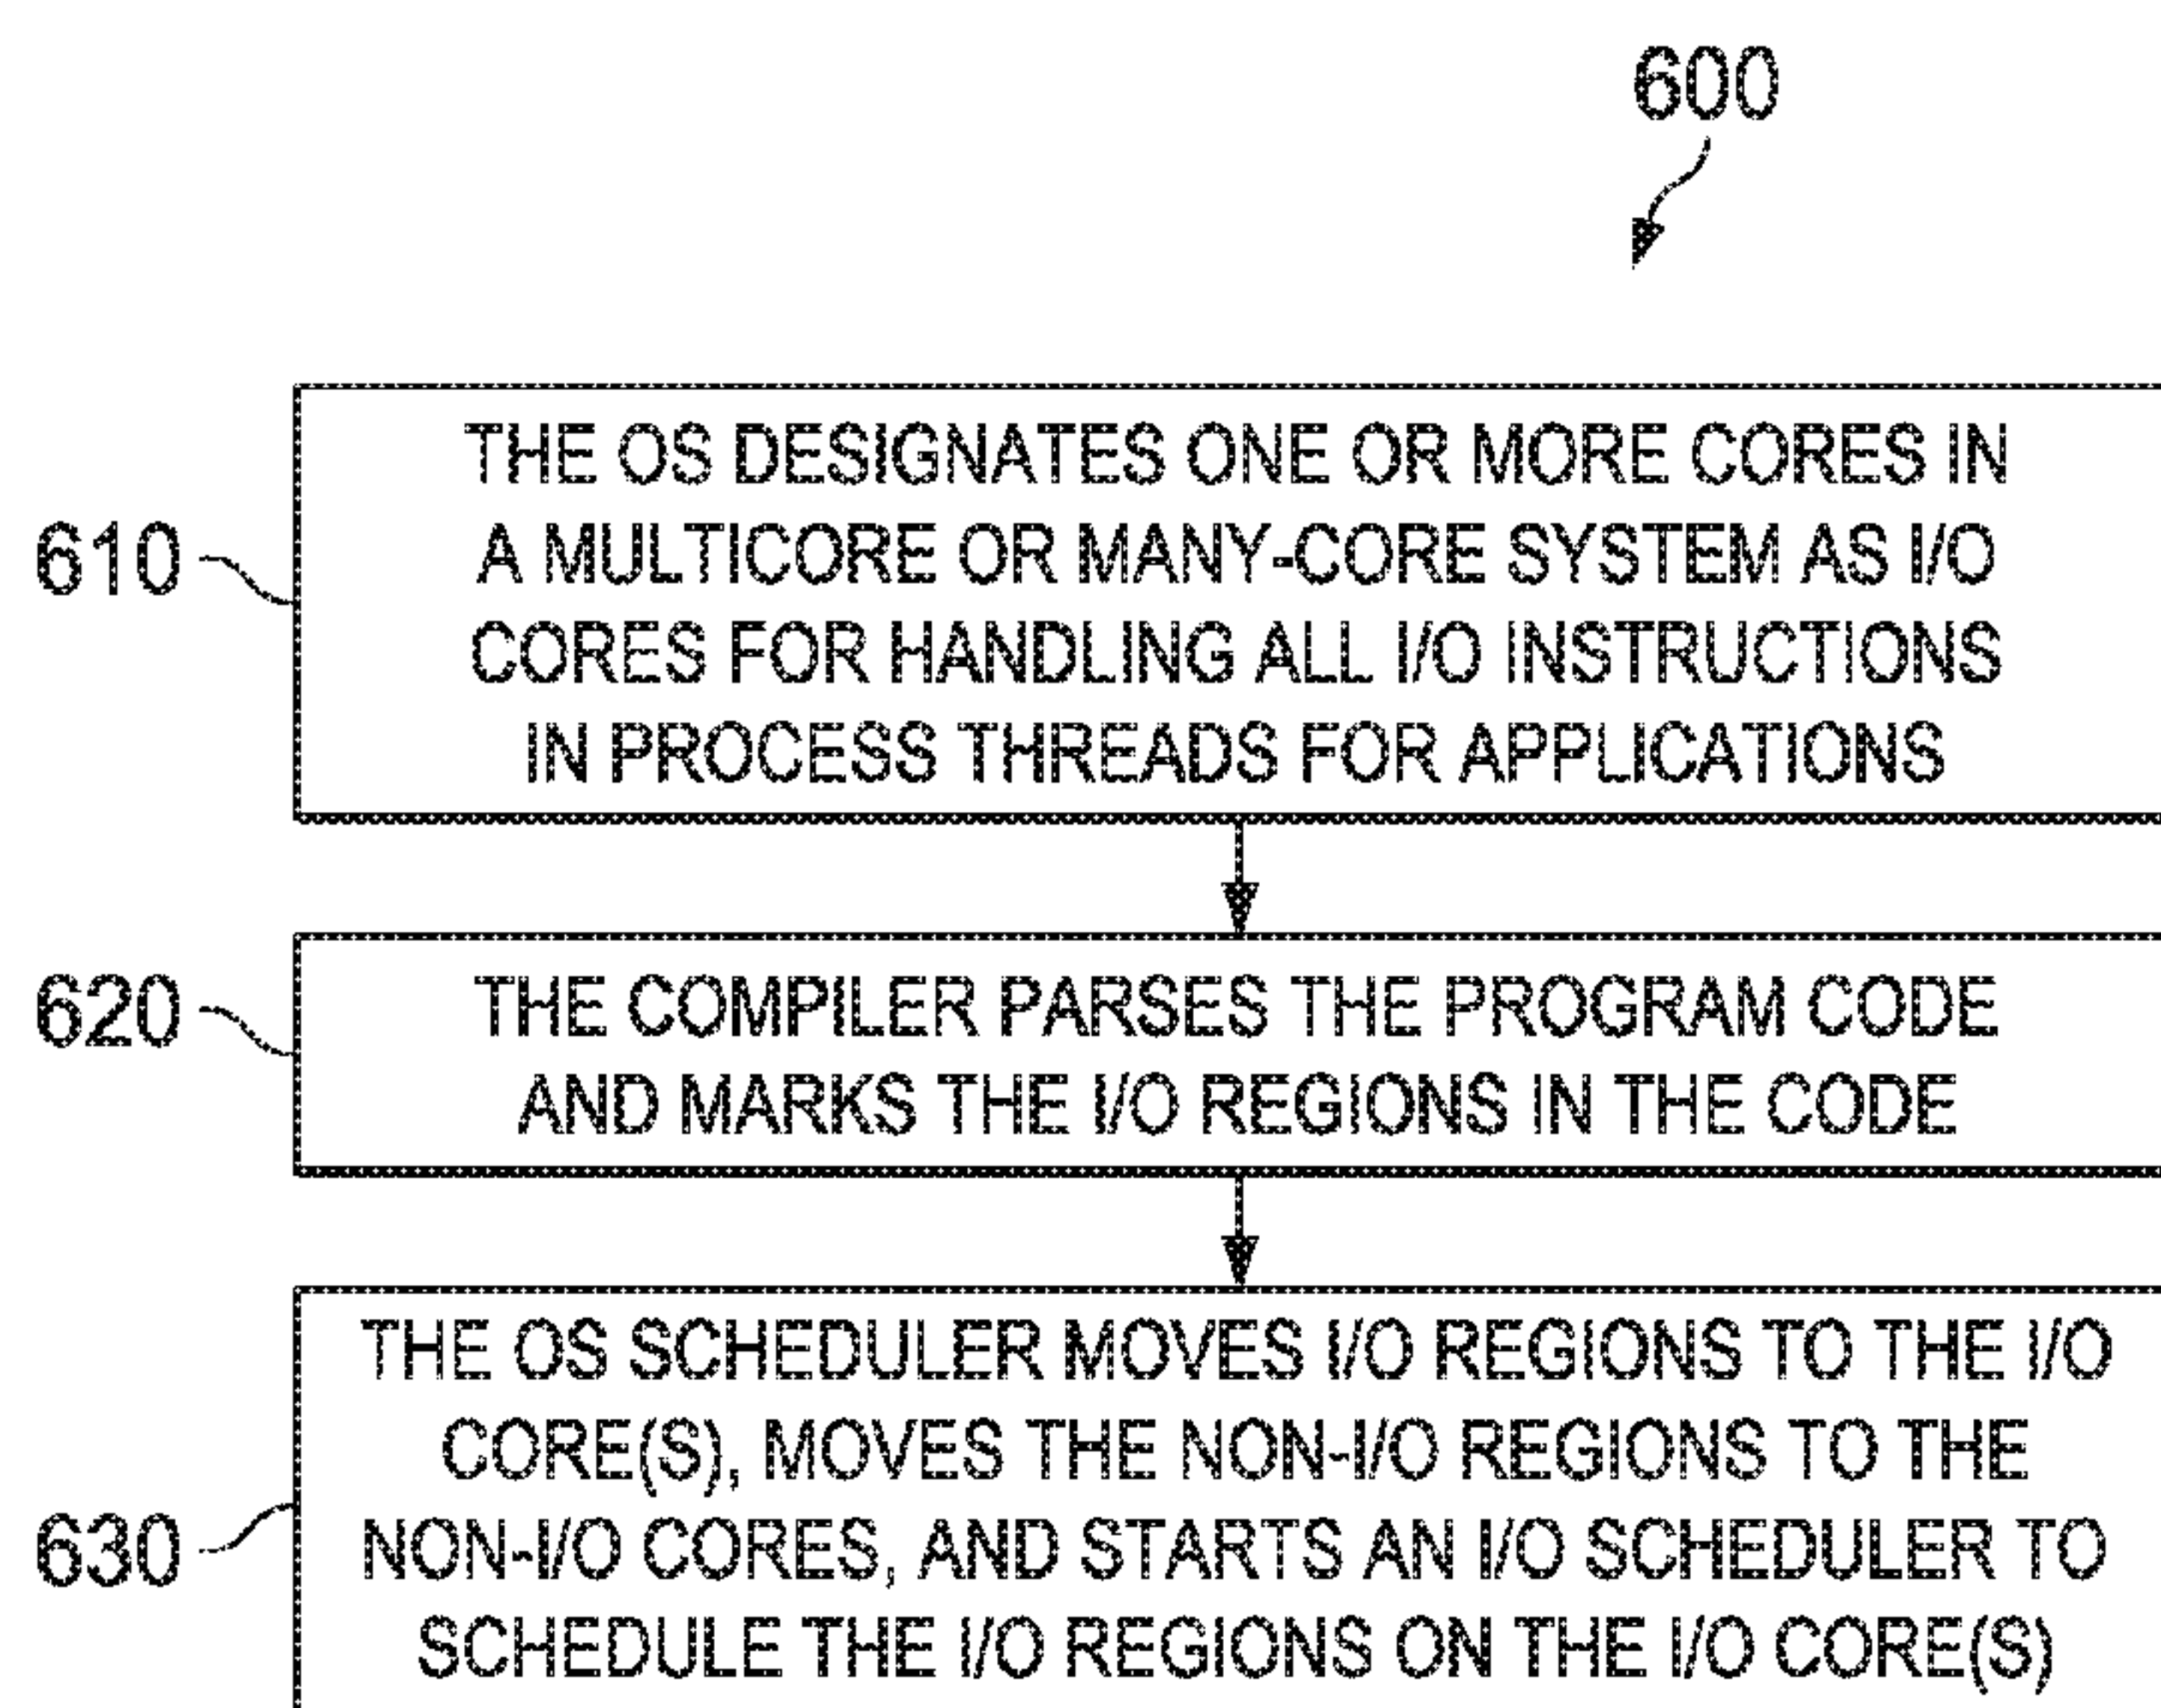 600
610
THE OS DESIGNATES ONE OR MORE CORES IN
A MULTICORE OR MANY-CORE SYSTEM AS I/O
CORES FOR HANDLING ALL I/O INSTRUCTIONS
IN PROCESS THREADS FOR APPLICATIONS
620
THE COMPILER PARSES THE PROGRAM CODE
AND MARKS THE I/O REGIONS IN THE CODE
630
THE OS SCHEDULER MOVES I/O REGIONS TO THE I/O
CORE(S), MOVES THE NON-I/O REGIONS TO THE
NON-I/O CORES, AND STARTS AN I/O SCHEDULER TO
SCHEDULE THE I/O REGIONS ON THE I/O CORE(S)